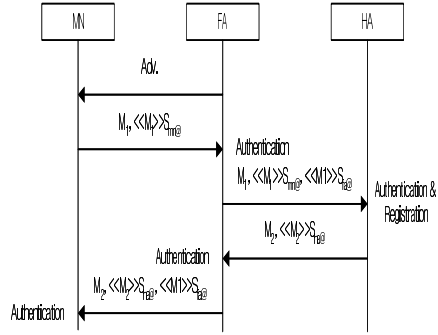 MN FA HA
Adv.
M1, <<M1>>Smn@
Authentication
M1, <<M1>>Smn@, <<M1>>Sfa@
Authentication &
Registration
M2, <<M2>>Sha@
Authentication
M2, <<M2>>Sha@, <<M1>>Sfa@
Authentication